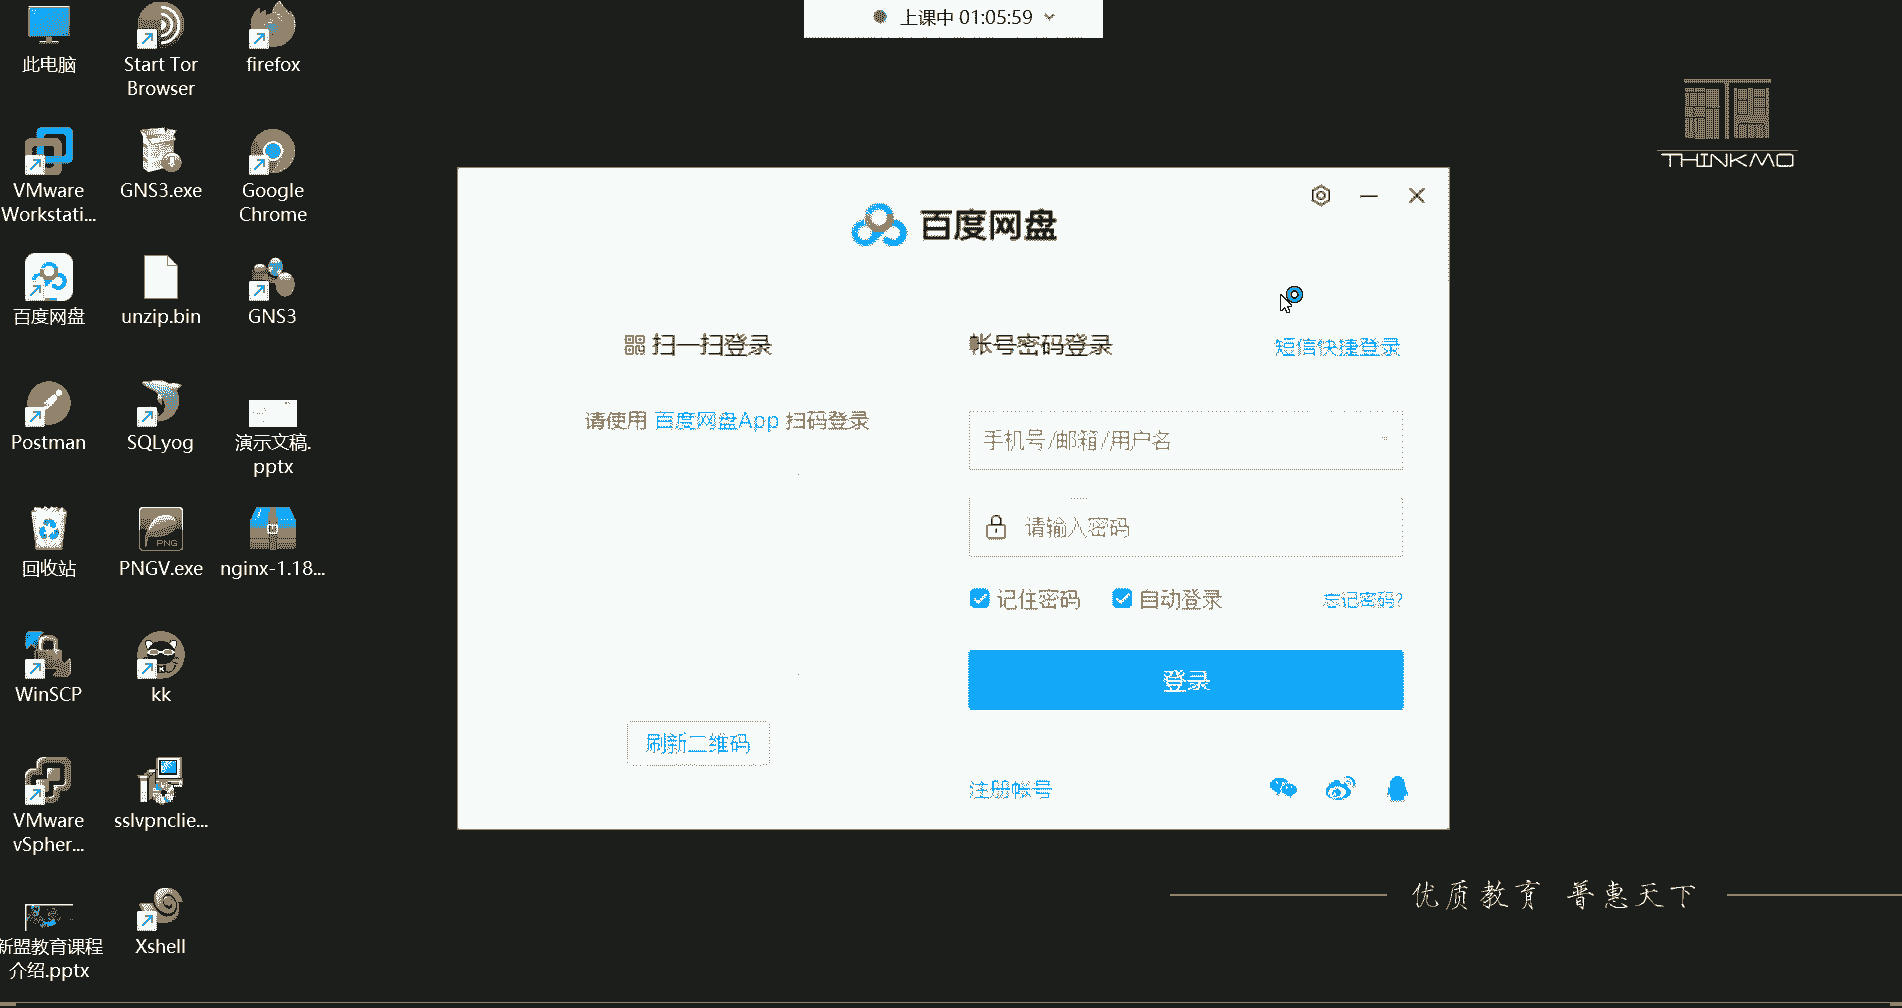 上课中 01:05:59
此电脑
Start Tor
Browser
firefox
THINKMO
VMware
Workstati...
GNS3.exe
Google
Chrome
百度网盘
unzip.bin
GNS3
Postman
SQLyog
演示文稿.
pptx
回收站
PNG
PNGV.exe
nginx-1.18...
WinSCP
kk
VMware
vSpher...
sslvpnclie...
新盟教育课程
介绍.pptx
Xshell
百度网盘
扫一扫登录
请使用 百度网盘App 扫码登录
刷新二维码
帐号密码登录
短信快捷登录
手机号/邮箱/用户名
请输入密码
记住密码
自动登录
忘记密码?
登录
注册帐号
优质教育 普惠天下